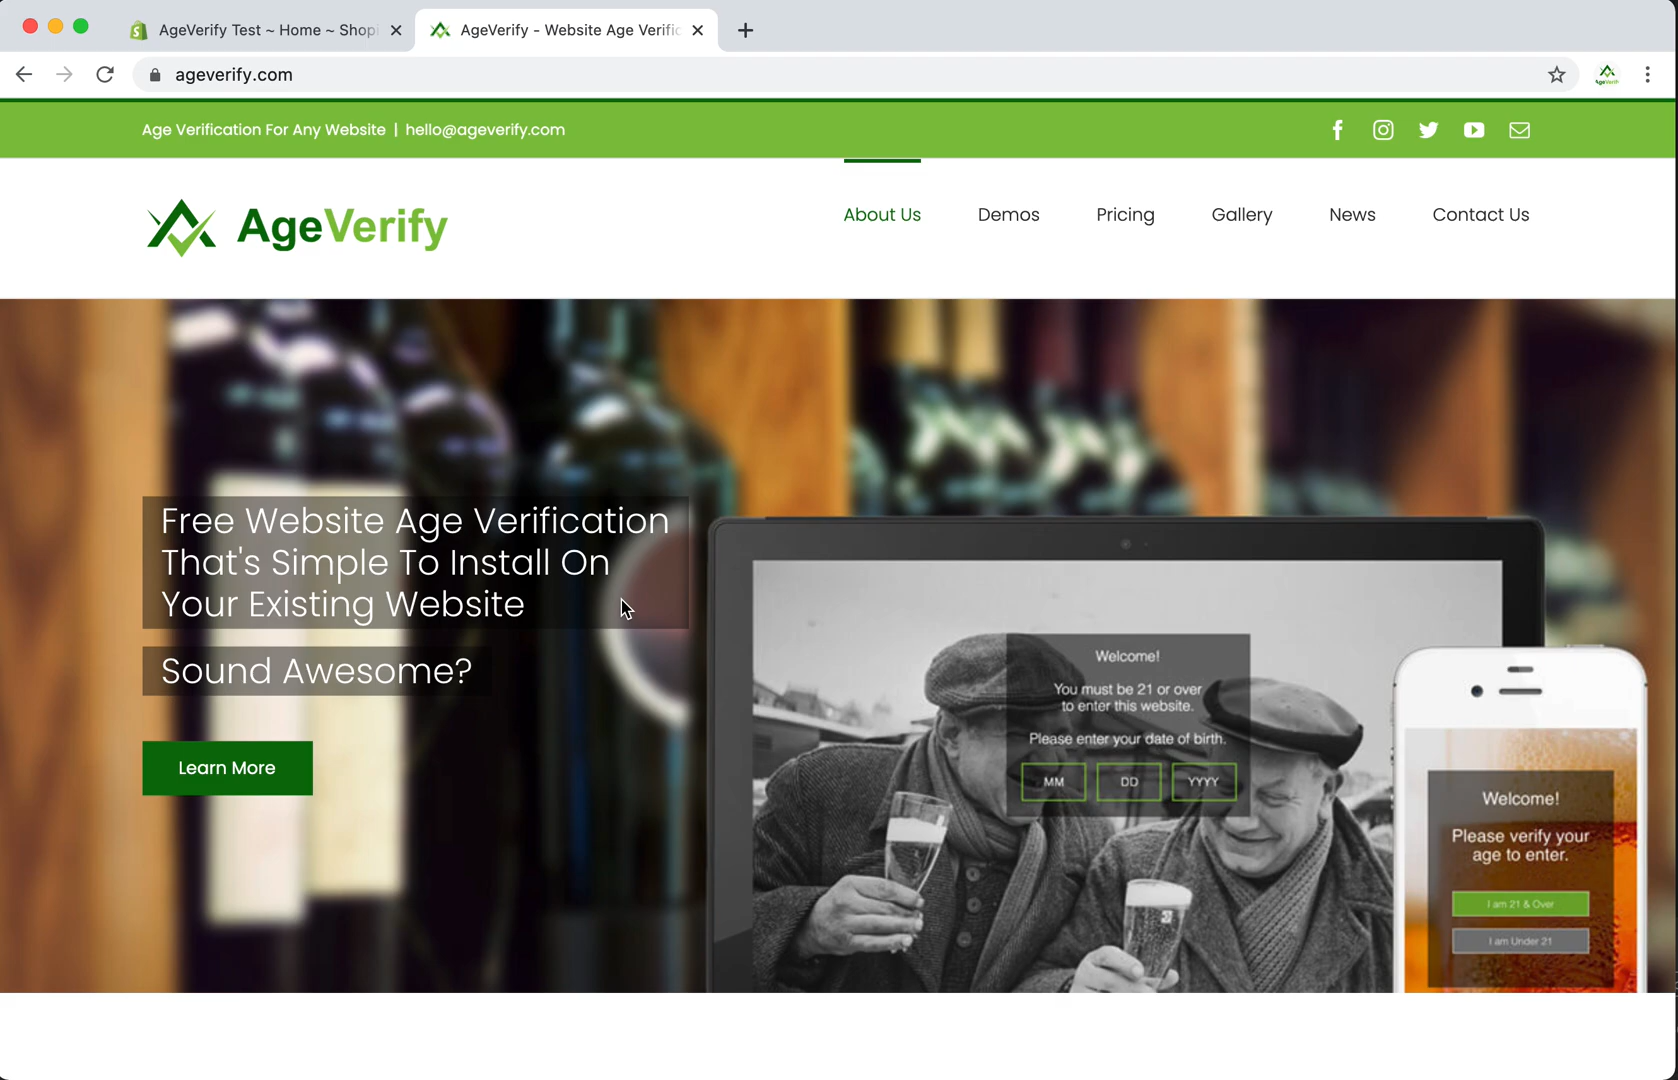 AgeVerify Test ~ Home ~ Shop
AgeVerify - Website Age Verific
ageverify.com
AgeVerify
Age Verification For Any Website | hello@ageverify.com
AgeVerify
About Us
Demos
Pricing
Gallery
News
Contact Us
Free Website Age Verification
That's Simple To Install On
Your Existing Website
Sound Awesome?
Learn More
Welcome!
You must be 21 or over
to enter this website.
Please enter your date of birth.
MM DD YYYY
Welcome!
Please verify your
age to enter.
I am 21 & Over
I am Under 21